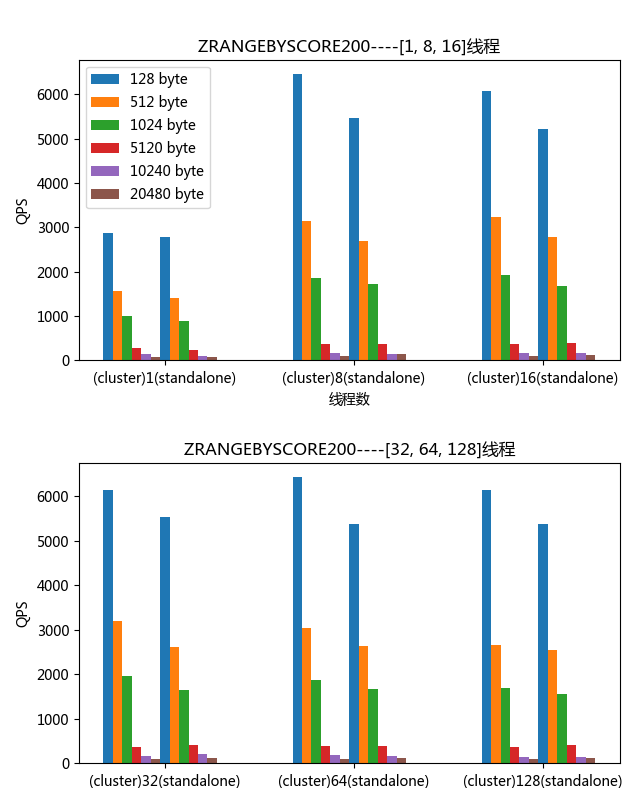 ZRANGEBYSCORE200----[1, 8, 16]线程
128 byte
512 byte
1024 byte
5120 byte
10240 byte
20480 byte
QPS
6000
5000
4000
3000
2000
1000
0
(cluster)1(standalone)
(cluster)8(standalone)
(cluster)16(standalone)
线程数
ZRANGEBYSCORE200----[32, 64, 128]线程
QPS
6000
5000
4000
3000
2000
1000
0
(cluster)32(standalone)
(cluster)64(standalone)
(cluster)128(standalone)